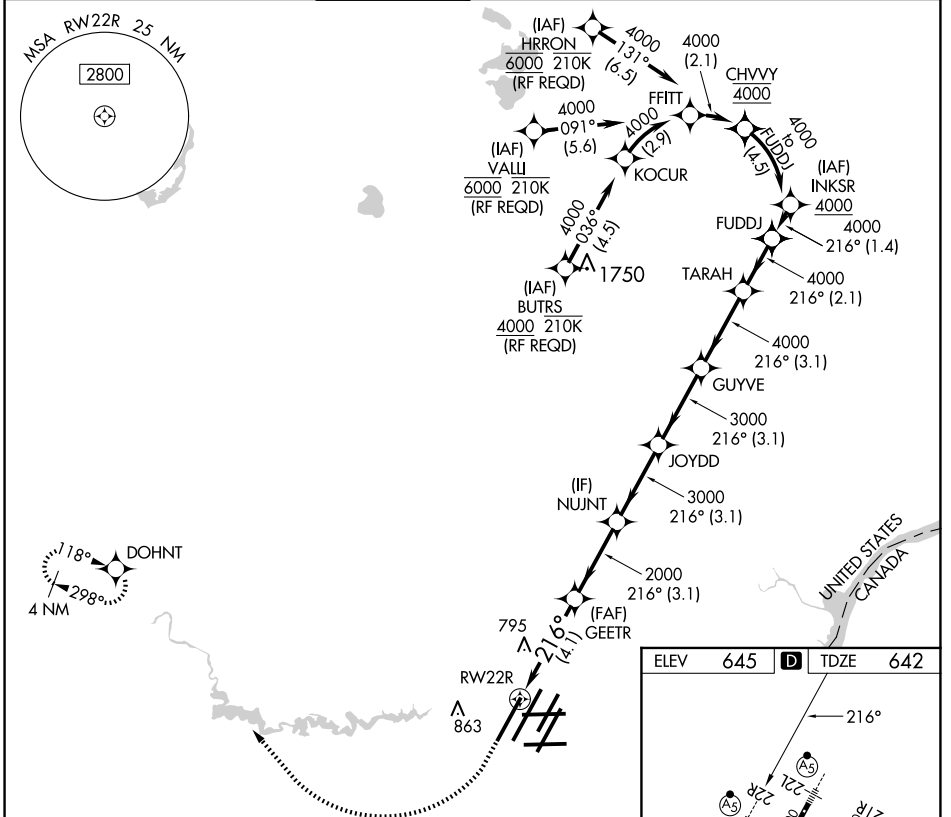 MSA RW22R 25 NM
2800
(IAF)
HRRON
6000 210K
(RF REQD)
4000
131°
(6.5)
4000
(2.1)
CHVVY
4000
FFITT
4000
091°
(5.6)
(IAF)
VALLI
6000 210K
(RF REQD)
4000
(2.9)
KOCUR
4000
to
FUDDJ
(4.5)
(IAF)
INKSR
4000
4000
216° (1.4)
FUDDJ
4000
036°
(4.5)
1750
(IAF)
BUTRS
4000 210K
(RF REQD)
TARAH
4000
216° (2.1)
4000
216° (3.1)
GUYVE
3000
216° (3.1)
JOYDD
3000
216° (3.1)
(IF)
NUJNT
2000
216° (3.1)
(FAF)
GEETR
118°
DOHNT
298°
4 NM
UNITED STATES
CANADA
795
216°
(4.1)
RW22R
863
ELEV 645 D TDZE 642
216°
A5
22R
22L
A5
21R